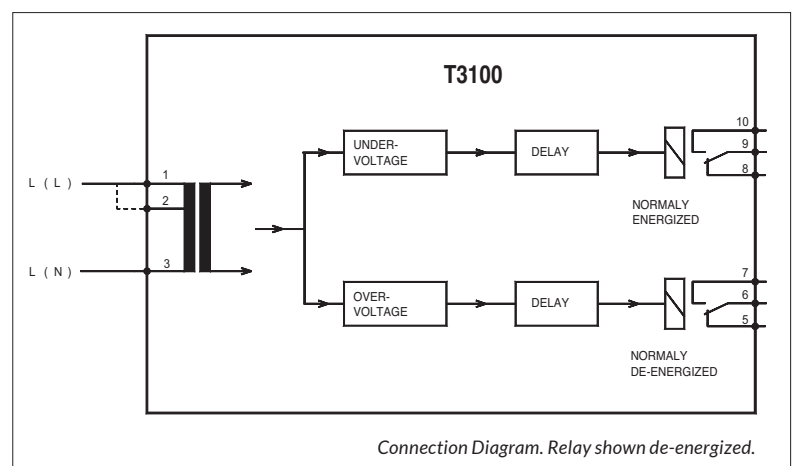 T3100
L ( L )
1
2
L ( N )
3
UNDER-
VOLTAGE
DELAY
10
9
8
NORMALY
ENERGIZED
OVER-
VOLTAGE
DELAY
7
6
5
NORMALY
DE-ENERGIZED
Connection Diagram. Relay shown de-energized.